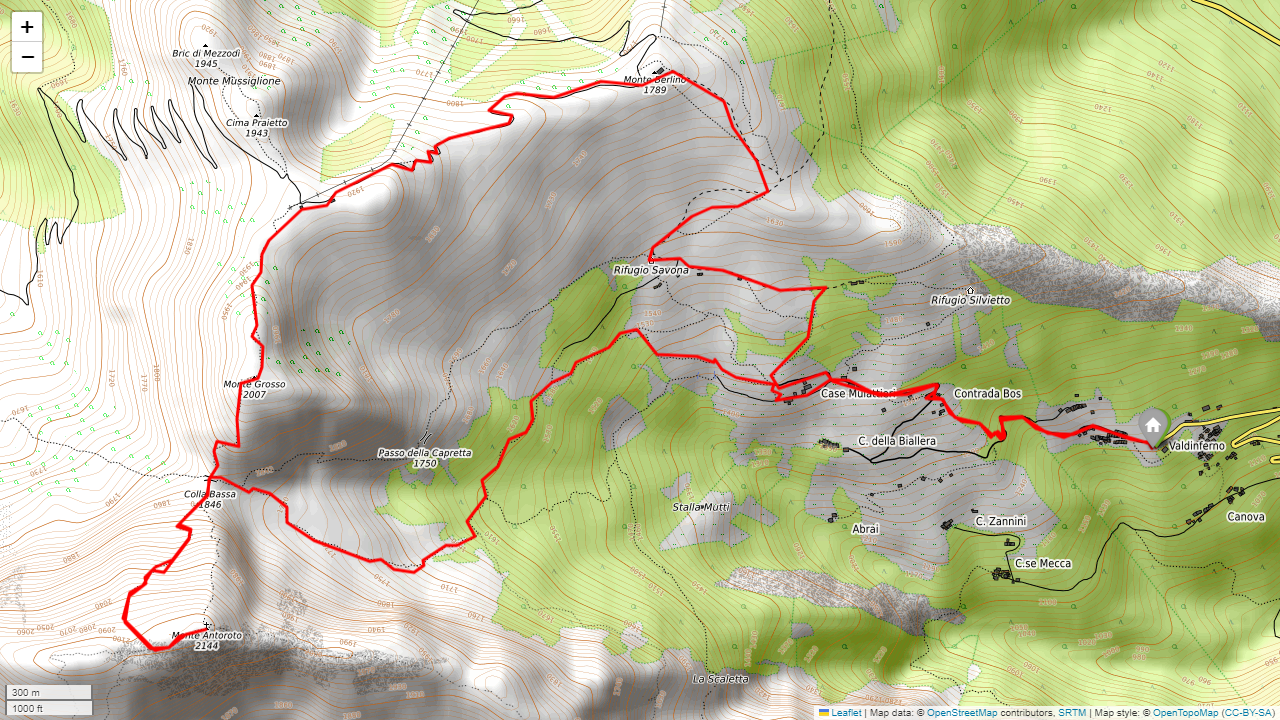 +
−
Bric di Mezzodì
1945
Monte Mussiglione
Cima Praietto
1943
Monte Berlino
1789
Rifugio Savona
Rifugio Silvietto
Monte Grosso
2007
Case Mulattieri
Contrada Bos
C. della Biallera
Valdinferno
Passo della Capretta
1750
Colla Bassa
1846
Stalla Mutti
Abrai
C. Zannini
Canova
C.se Mecca
Monte Antoroto
2144
La Scaletta
300 m
1000 ft
Leaflet | Map data: © OpenStreetMap contributors, SRTM | Map style: © OpenTopoMap (CC-BY-SA)